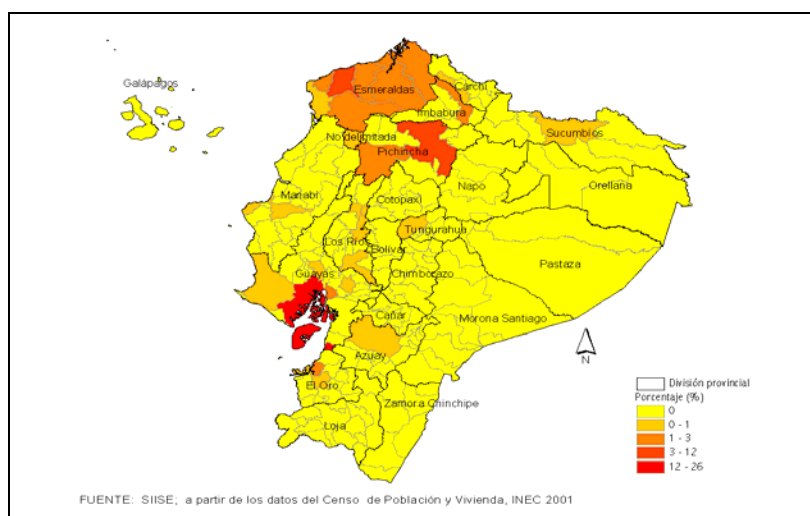 Galápagos
Esmeraldas
Carchi
Imbabura
No delimitada
Sucumbíos
Pichincha
Napo
Orellana
Manabí
Cotopaxi
Tungurahua
Los Ríos
Bolívar
Pastaza
Guayas
Chimborazo
Cañar
Morona Santiago
Azuay
N
El Oro
Zamora Chinchipe
Loja
División provincial
Porcentaje (%)
0
0 - 1
1 - 3
3 - 12
12 - 26
FUENTE: SIISE; a partir de los datos del Censo de Población y Vivienda, INEC 2001